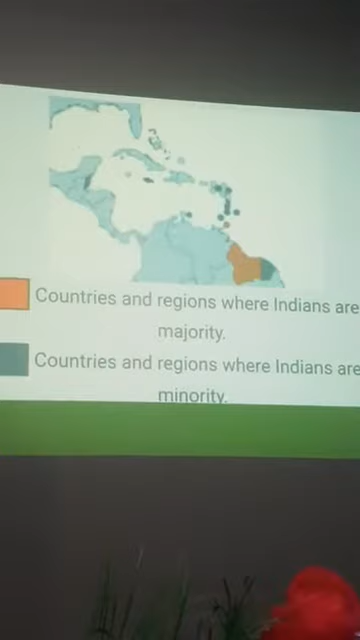 Countries and regions where Indians are
majority.
Countries and regions where Indians are
minority.